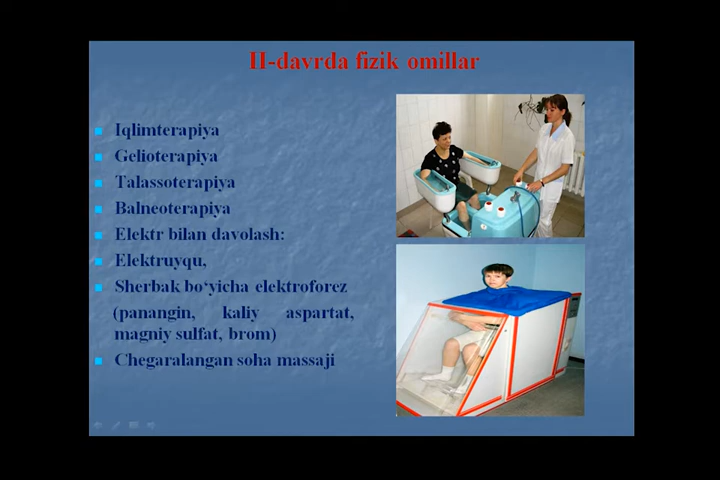 II-davrda fizik omillar
Iqlimterapiya
Gelioterapiya
Talassoterapiya
Balneoterapiya
Elektr bilan davolash:
Elektruyqu,
Sherbak bo‘yicha elektroforez
(panangin, kaliy aspartat,
magniy sulfat, brom)
Chegaralangan soha massaji